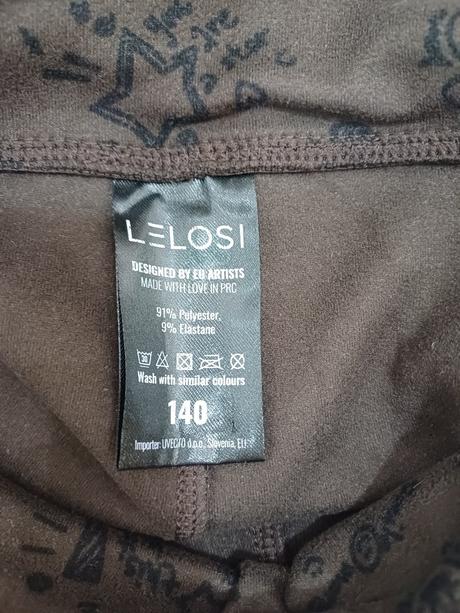 LELOSI
DESIGNED BY EU ARTISTS
MADE WITH LOVE IN PRC
91% Polyester,
9% Elastane
30
Wash with similar colours
140
Importer: UVECTO d.o.o., Slovenia, EU